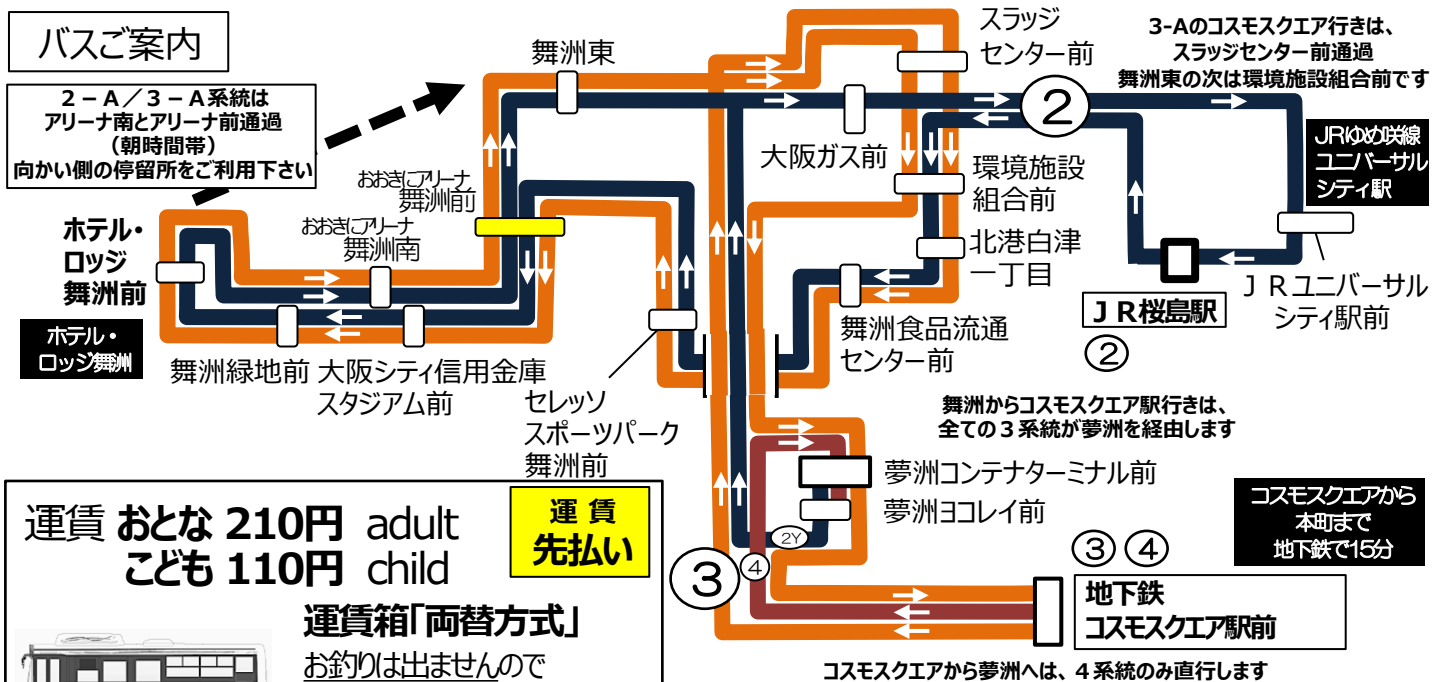 バスご案内
2-A/3-A系統は
アリーナ南とアリーナ前通過
(朝時間帯)
向かい側の停留所をご利用下さい
舞洲東
スラッジ
センター前
3-Aのコスモスクエア行きは、
スラッジセンター前通過
舞洲東の次は環境施設組合前です
②
大阪ガス前
環境施設
組合前
北港白津
一丁目
JRゆめ咲線
ユニバーサル
シティ駅
おおきにアリーナ
舞洲前
おおきにアリーナ
舞洲南
ホテル・
ロッジ
舞洲前
ホテル・
ロッジ舞洲
舞洲緑地前
大阪シティ信用金庫
スタジアム前
セレッソ
スポーツパーク
舞洲前
舞洲食品流通
センター前
JR桜島駅
②
JRユニバーサル
シティ駅前
舞洲からコスモスクエア駅行きは、
全ての3系統が夢洲を経由します
夢洲コンテナターミナル前
夢洲ヨコレイ前
2Y
④
③
③④
コスモスクエアから
本町まで
地下鉄で15分
地下鉄
コスモスクエア駅前
コスモスクエアから夢洲へは、4系統のみ直行します
運賃 おとな 210円 adult
こども 110円 child
運賃
先払い
運賃箱「両替方式」
お釣りは出ませんので